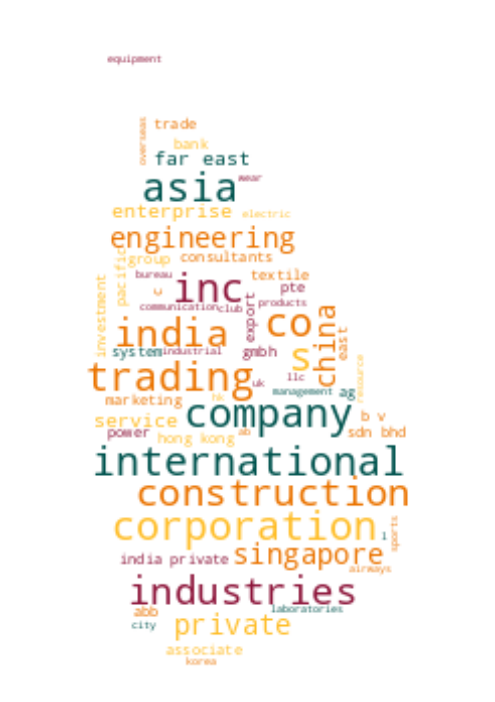 equipment
overseas
trade
bank
far east
asia
wear
enterprise
electric
engineering
pacific
group
consultants
investment
bureau
inc
textile
c
pte
communication
club
export
products
co
china
india
east
system
industrial
gmbh
s
resource
trading
uk
llc
management
ag
marketing
hk
company
service
b v
power
hong kong
ab
sdn bhd
international
construction
corporation
i
sports
india private
singapore
airways
industries
abb
laboratories
city
private
associate
korea